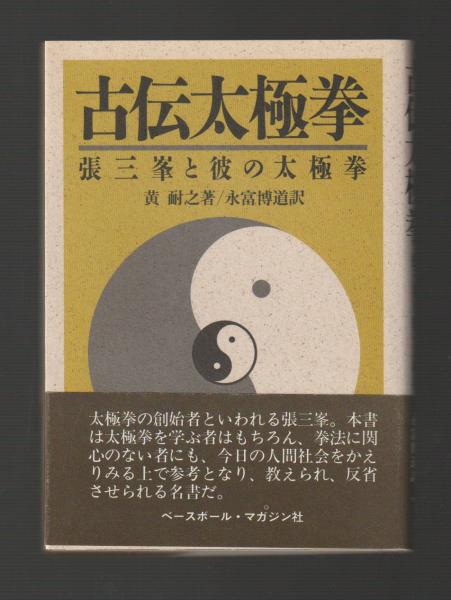 古伝太極拳
張三峯と彼の太極拳
黄 耐之著/永富博道訳
太極拳の創始者といわれる張三峯。本書
は太極拳を学ぶ者はもちろん、拳法に関
心のない者にも、今日の人間社会をかえ
りみる上で参考となり、教えられ、反省
させられる名書だ。
ベースボール・マガジン社
古伝太極拳